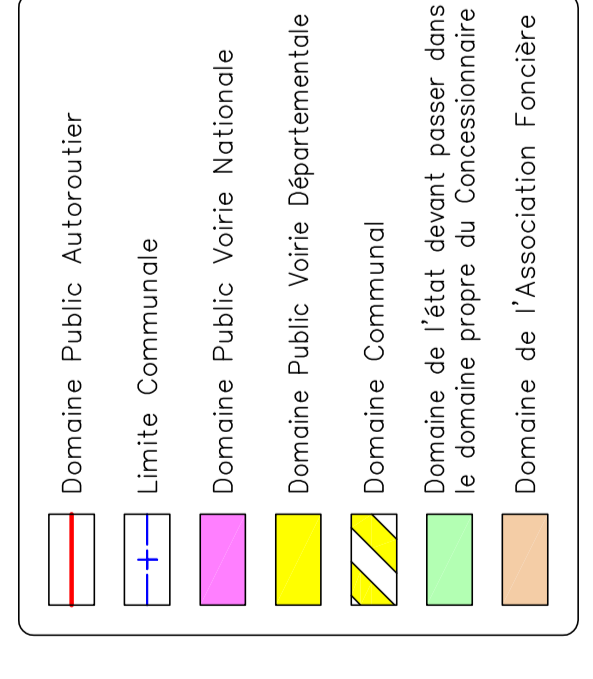 Domaine Public Autoroutier
Limite Communale
Domaine Public Voirie Nationale
Domaine Public Voirie Départementale
Domaine Communal
Domaine de l'état devant passer dans
le domaine propre du Concessionnaire
Domaine de l'Association Foncière